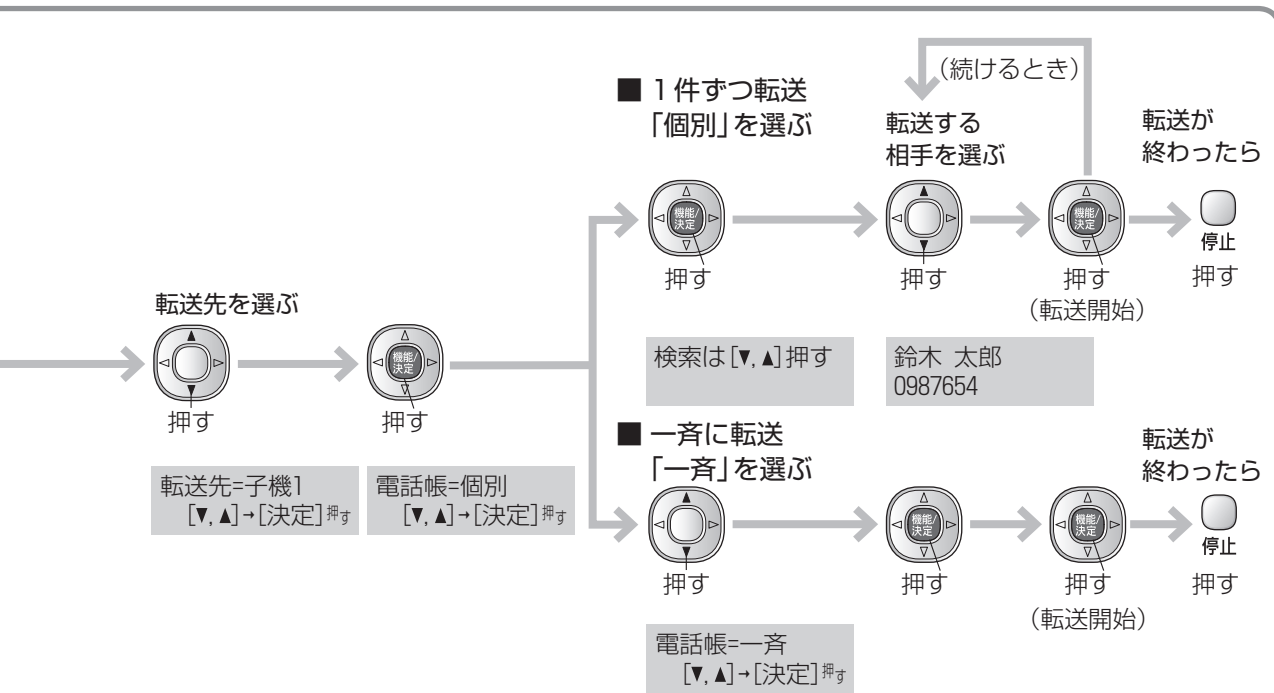 転送先を選ぶ
押す
転送先=子機1
[▼, ▲]→[決定]押す
機能/
決定
押す
電話帳=個別
[▼, ▲]→[決定]押す
■ 1件ずつ転送
「個別」を選ぶ
機能/
決定
押す
検索は[▼, ▲]押す
転送する
相手を選ぶ
押す
鈴木 太郎
0987654
(続けるとき)
機能/
決定
押す
(転送開始)
転送が
終わったら
停止
押す
■ 一斉に転送
「一斉」を選ぶ
押す
電話帳=一斉
[▼, ▲]→[決定]押す
機能/
決定
押す
機能/
決定
押す
(転送開始)
転送が
終わったら
停止
押す